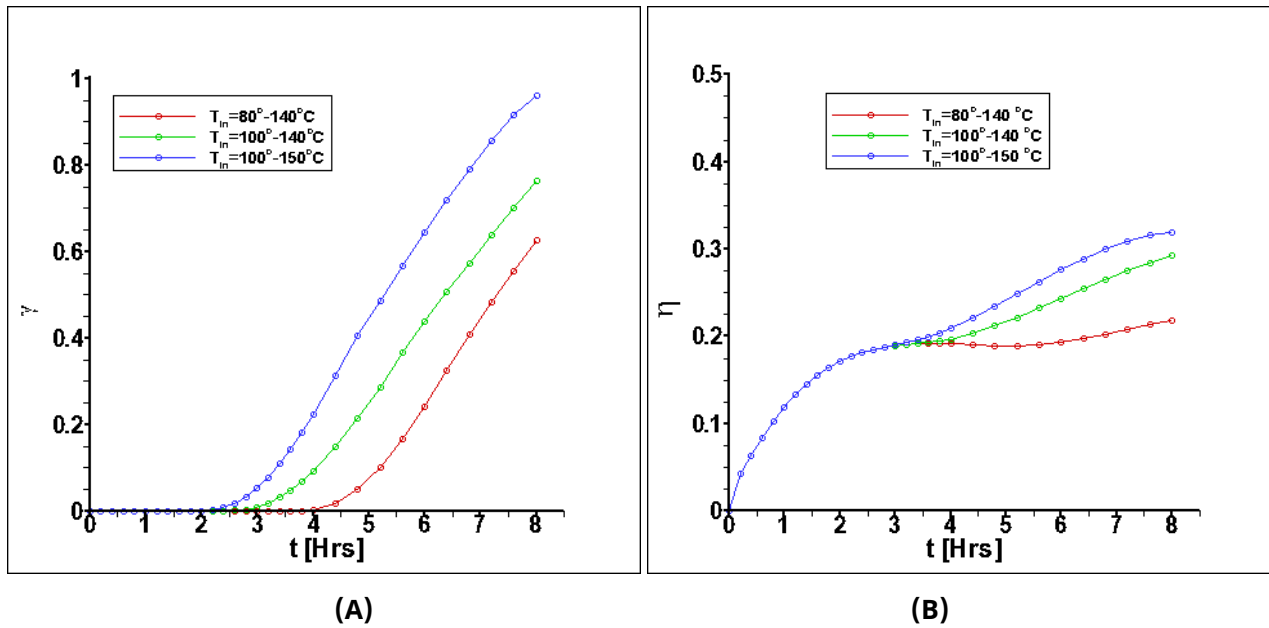 1
0.8
0.6
0.4
0.2
0
γ
T_in=80°-140°C
T_in=100°-140°C
T_in=100°-150°C
0 1 2 3 4 5 6 7 8
t [Hrs]
(A)
0.5
0.4
0.3
0.2
0.1
0
η
T_in=80°-140 °C
T_in=100°-140 °C
T_in=100°-150 °C
0 1 2 3 4 5 6 7 8
t [Hrs]
(B)